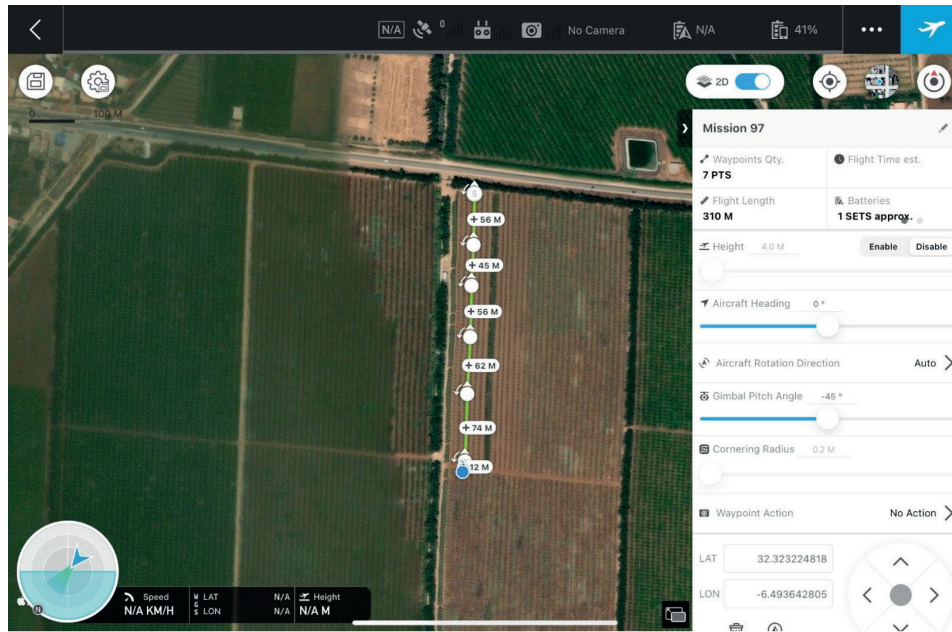 N/A 0 No Camera N/A 41%
2D
0 100 M
Mission 97
Waypoints Qty. Flight Time est.
7 PTS
Flight Length Batteries
310 M 1 SETS approx.
Height 4.0 M Enable Disable
Aircraft Heading 0 °
Aircraft Rotation Direction Auto
Gimbal Pitch Angle -45 °
Cornering Radius 0.2 M
Waypoint Action No Action
LAT 32.323224818
LON -6.493642805
S
+ 56 M
+ 45 M
+ 56 M
+ 62 M
+ 74 M
12 M
N
Speed
N/A KM/H
WGS
LAT N/A
LON N/A
Height
N/A M